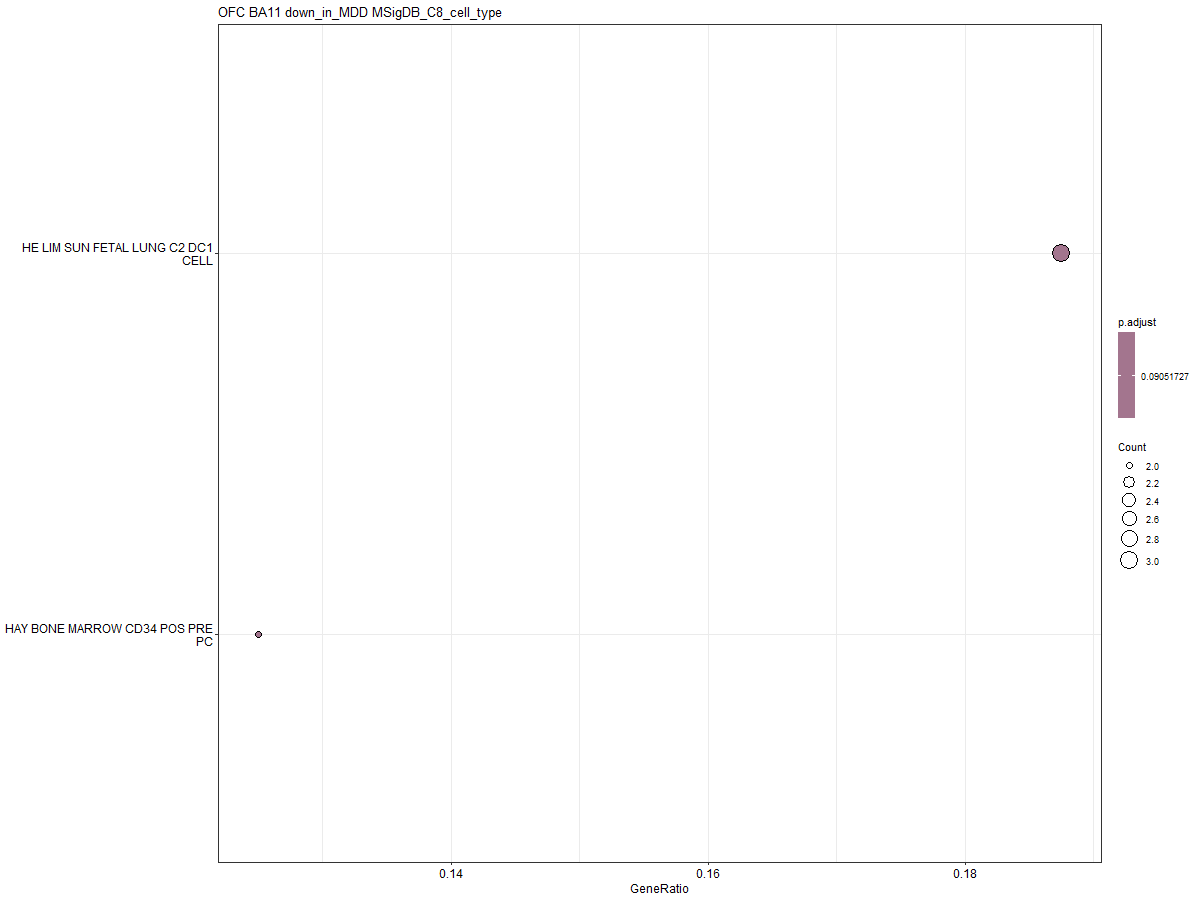 OFC BA11 down_in_MDD MSigDB_C8_cell_type
HE LIM SUN FETAL LUNG C2 DC1
CELL
HAY BONE MARROW CD34 POS PRE
PC
0.14
0.16
0.18
GeneRatio
p.adjust
0.09051727
Count
2.0
2.2
2.4
2.6
2.8
3.0